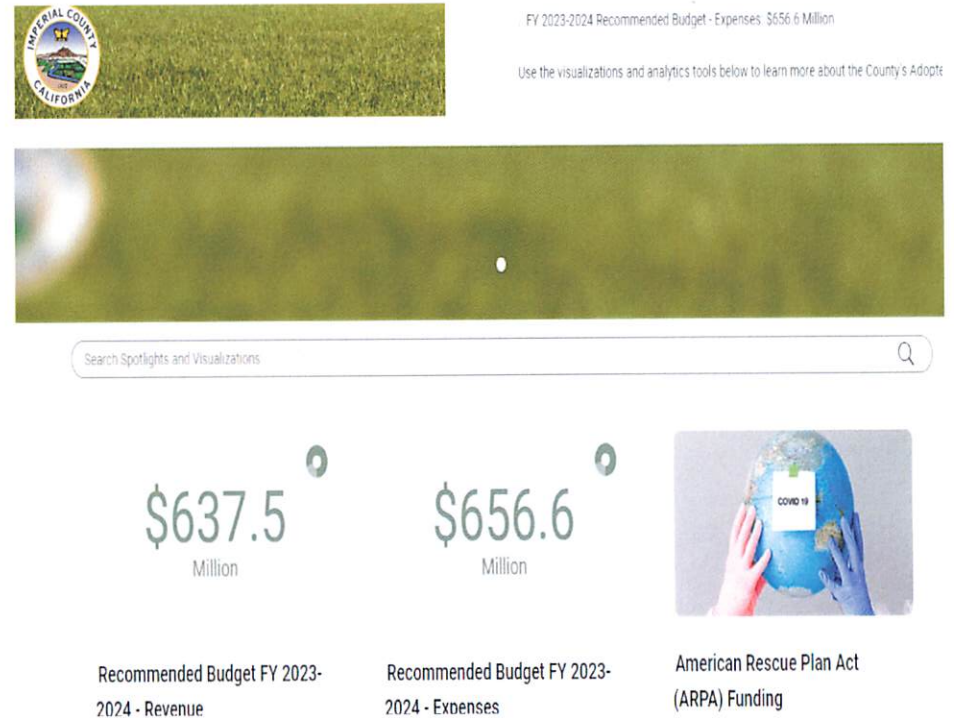 IMPERIAL COUNTY
CALIFORNIA
FY 2023-2024 Recommended Budget - Expenses $656.6 Million
Use the visualizations and analytics tools below to learn more about the County's Adopte
Search Spotlights and Visualizations
$637.5
Million
Recommended Budget FY 2023-
2024 - Revenue
$656.6
Million
Recommended Budget FY 2023-
2024 - Expenses
COVID 19
American Rescue Plan Act
(ARPA) Funding